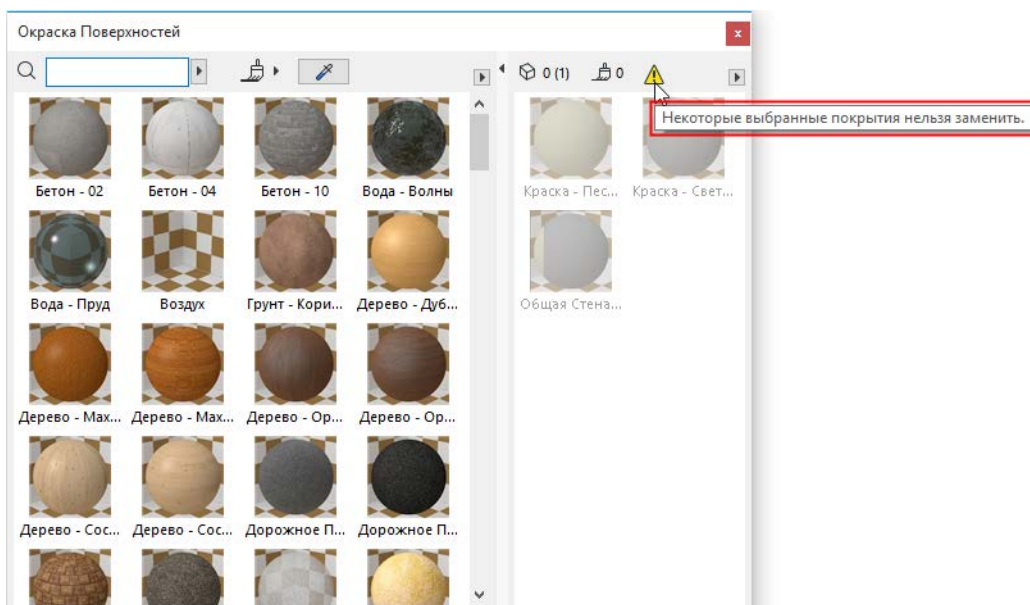 Окраска Поверхностей
0 (1) 0
Некоторые выбранные покрытия нельзя заменить.
Бетон - 02 Бетон - 04 Бетон - 10 Вода - Волны
Краска - Пес... Краска - Свет...
Вода - Пруд Воздух Грунт - Кори... Дерево - Дуб...
Общая Стена...
Дерево - Мах... Дерево - Мах... Дерево - Ор... Дерево - Ор...
Дерево - Сос... Дерево - Сос... Дорожное П... Дорожное П...